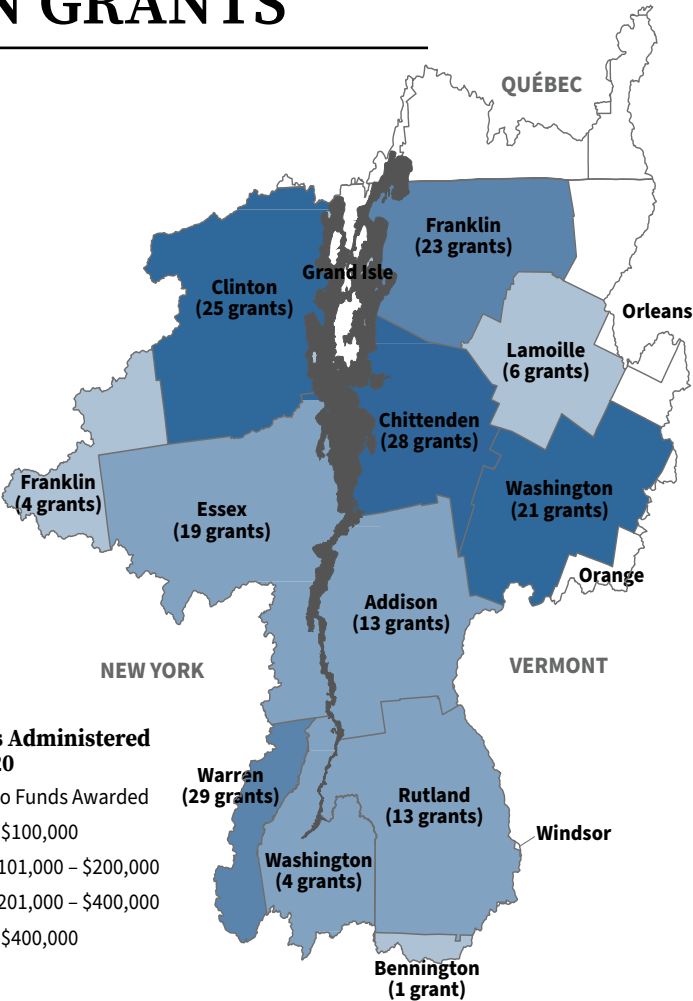 N GRANTS
QUÉBEC
Franklin
(23 grants)
Clinton
(25 grants)
Grand Isle
Orleans
Lamoille
(6 grants)
Chittenden
(28 grants)
Franklin
(4 grants)
Essex
(19 grants)
Washington
(21 grants)
Orange
Addison
(13 grants)
NEW YORK
VERMONT
s Administered
20
o Funds Awarded
$100,000
101,000 – $200,000
201,000 – $400,000
$400,000
Warren
(29 grants)
Rutland
(13 grants)
Windsor
Washington
(4 grants)
Bennington
(1 grant)